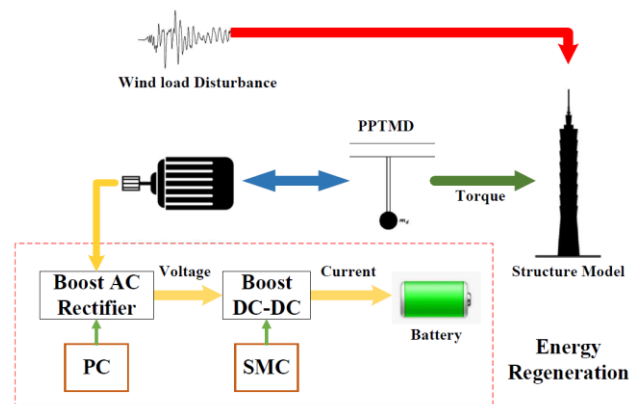 Wind load Disturbance
PPTMD
Torque
Structure Model
Boost AC
Rectifier
Voltage
Boost
DC-DC
Current
Battery
PC
SMC
Energy
Regeneration